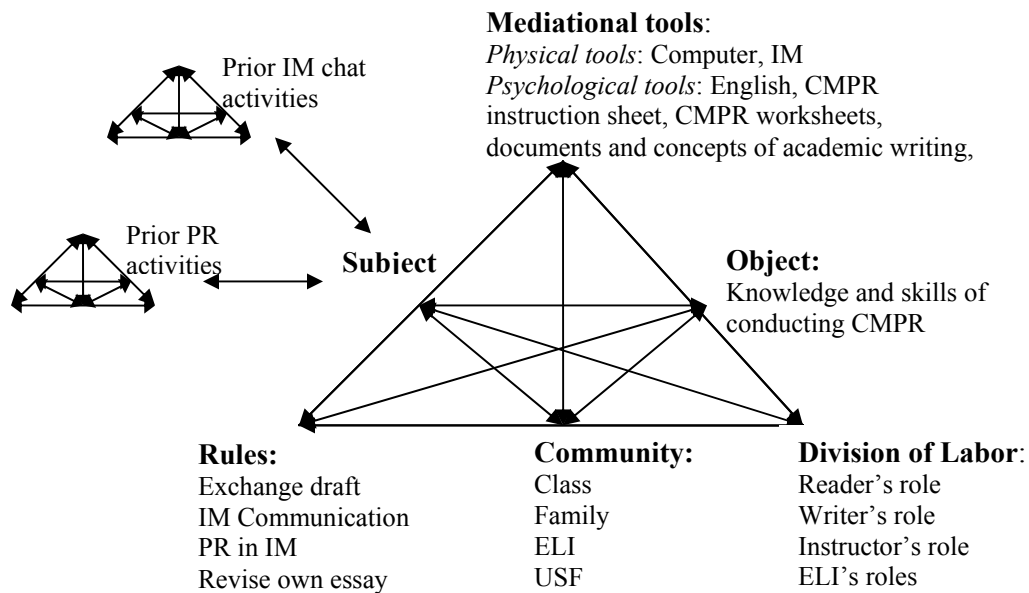 Mediational tools:
Physical tools: Computer, IM
Psychological tools: English, CMPR
instruction sheet, CMPR worksheets,
documents and concepts of academic writing,
Prior IM chat
activities
Prior PR
activities
Subject
Object:
Knowledge and skills of
conducting CMPR
Rules:
Exchange draft
IM Communication
PR in IM
Revise own essay
Community:
Class
Family
ELI
USF
Division of Labor:
Reader’s role
Writer’s role
Instructor’s role
ELI’s roles